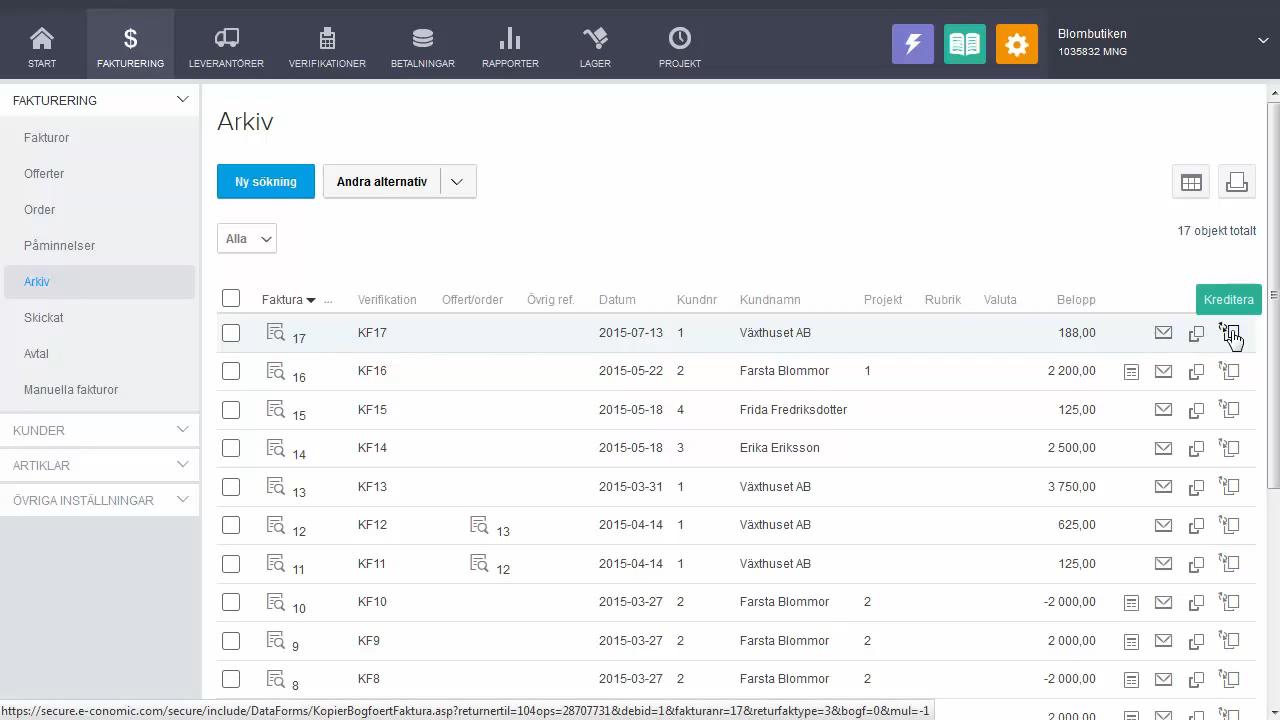 START
FAKTURERING
LEVERANTÖRER
VERIFIKATIONER
BETALNINGAR
RAPPORTER
LAGER
PROJEKT
Blombutiken
1035832 MNG
FAKTURERING
Fakturor
Offerter
Order
Påminnelser
Arkiv
Skickat
Avtal
Manuella fakturor
KUNDER
ARTIKLAR
ÖVRIGA INSTÄLLNINGAR
Arkiv
Ny sökning
Andra alternativ
Alla
17 objekt totalt
Faktura ... Verifikation Offert/order Övrig ref. Datum Kundnr Kundnamn Projekt Rubrik Valuta Belopp Kreditera
17 KF17 2015-07-13 1 Växthuset AB 188,00
16 KF16 2015-05-22 2 Farsta Blommor 1 2 200,00
15 KF15 2015-05-18 4 Frida Fredriksdotter 125,00
14 KF14 2015-05-18 3 Erika Eriksson 2 500,00
13 KF13 2015-03-31 1 Växthuset AB 3 750,00
12 KF12 13 2015-04-14 1 Växthuset AB 625,00
11 KF11 12 2015-04-14 1 Växthuset AB 125,00
10 KF10 2015-03-27 2 Farsta Blommor 2 -2 000,00
9 KF9 2015-03-27 2 Farsta Blommor 2 2 000,00
8 KF8 2015-03-27 2 Farsta Blommor 2 -2 000,00
2 000,00
https://secure.e-conomic.com/secure/include/DataForms/KopierBogfoertFaktura.asp?returnertil=104ops=28707731&debid=1&fakturanr=17&returfaktype=3&bogf=0&mul=-1